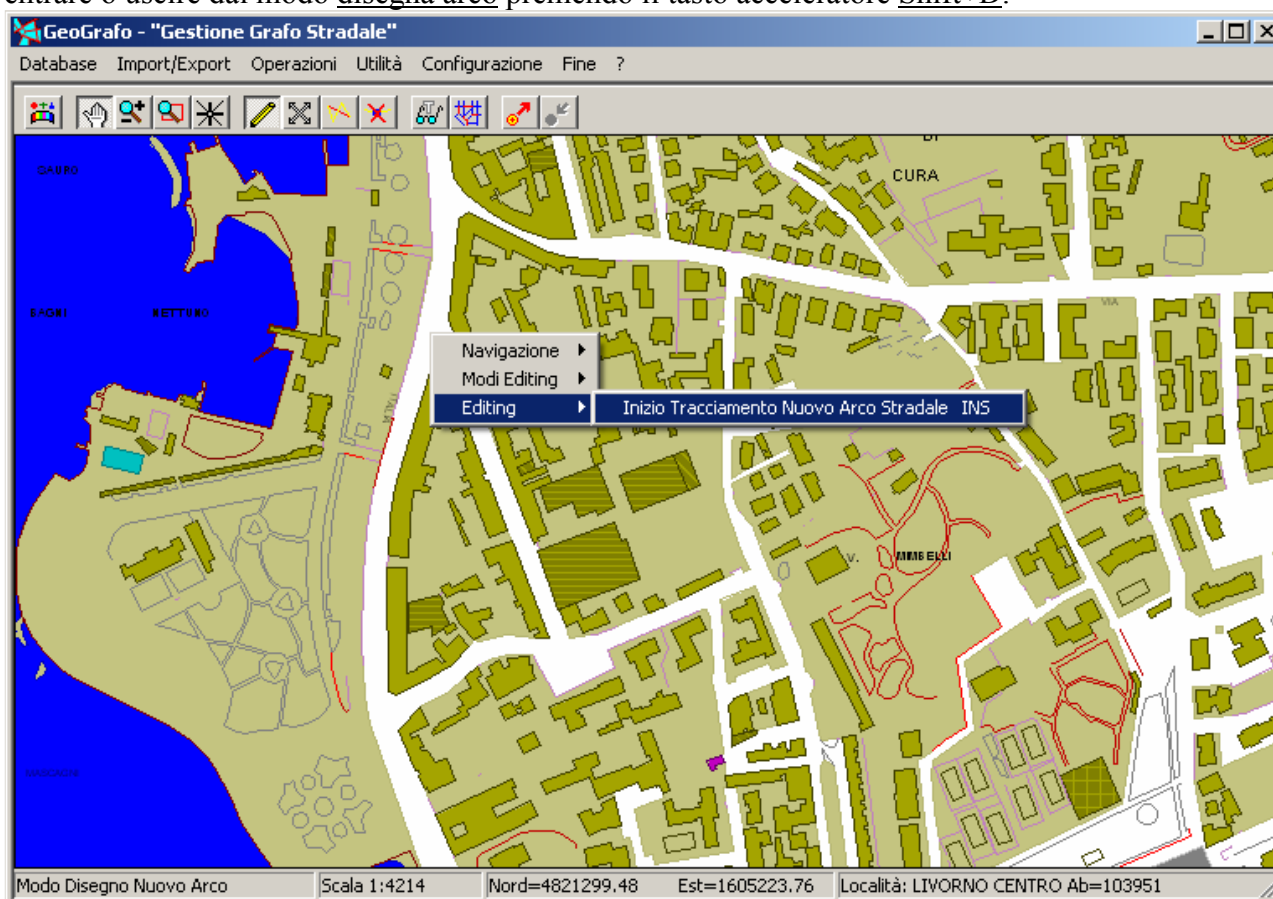 entrare o uscire dal modo disegna arco premendo il tasto acceleratore Shift+D.
GeoGrafo - "Gestione Grafo Stradale"
Database Import/Export Operazioni Utilità Configurazione Fine ?
DI
CURA
BAGNI NETTUNO
VIA
Navigazione
Modi Editing
Editing
Inizio Tracciamento Nuovo Arco Stradale INS
V. MIMBELLI
Modo Disegno Nuovo Arco Scala 1:4214 Nord=4821299.48 Est=1605223.76 Località: LIVORNO CENTRO Ab=103951